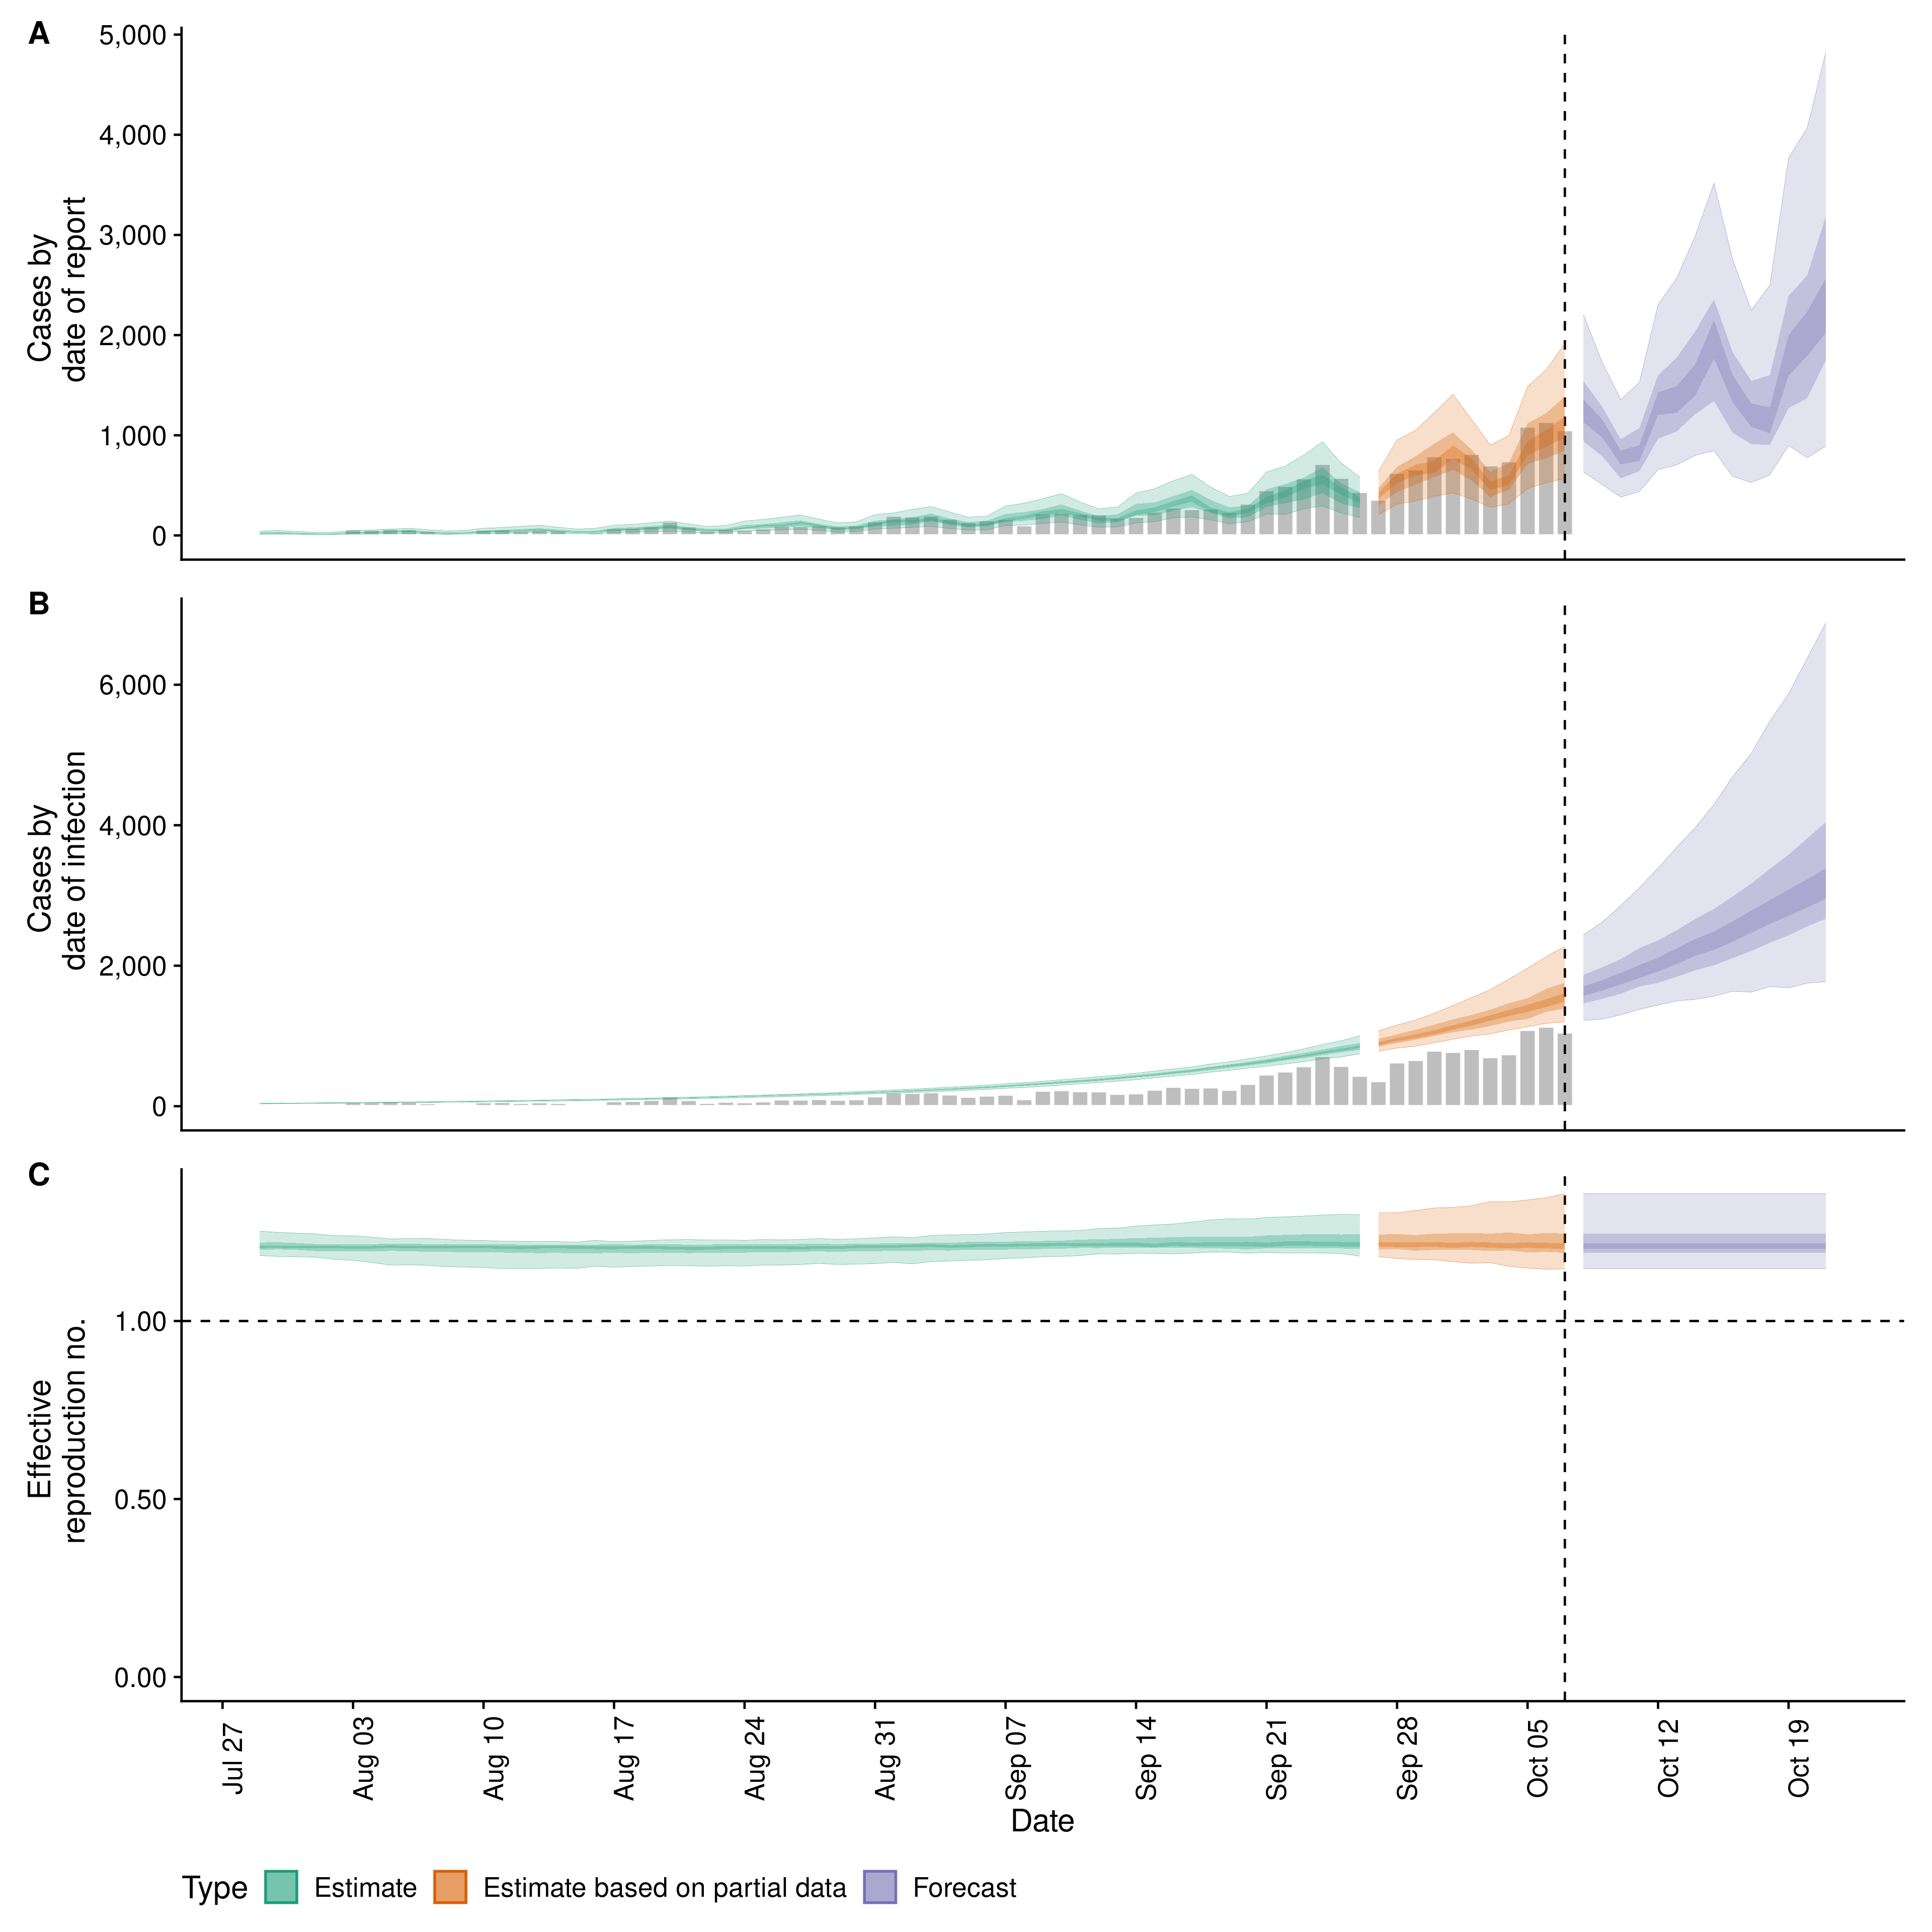 A
Cases by
date of report
5,000
4,000
3,000
2,000
1,000
0
B
Cases by
date of infection
6,000
4,000
2,000
0
C
Effective
reproduction no.
1.00
0.50
0.00
Jul 27
Aug 03
Aug 10
Aug 17
Aug 24
Aug 31
Sep 07
Sep 14
Sep 21
Sep 28
Oct 05
Oct 12
Oct 19
Date
Type Estimate Estimate based on partial data Forecast